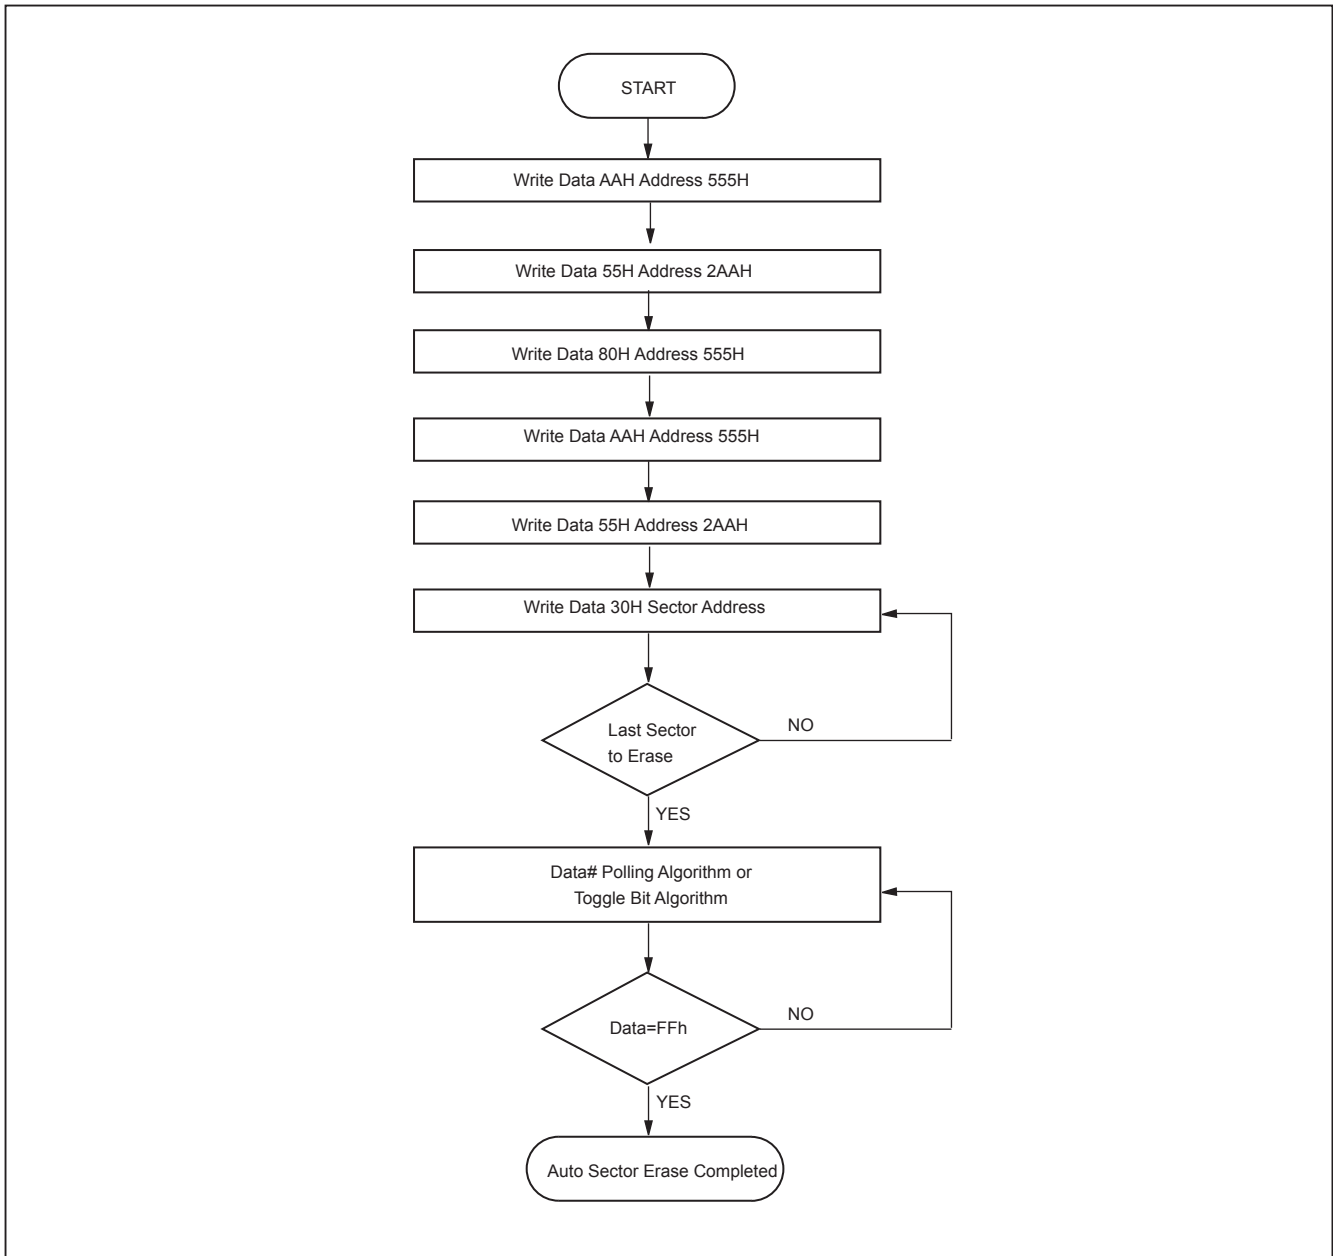 START
Write Data AAH Address 555H
Write Data 55H Address 2AAH
Write Data 80H Address 555H
Write Data AAH Address 555H
Write Data 55H Address 2AAH
Write Data 30H Sector Address
Last Sector
to Erase
NO
YES
Data# Polling Algorithm or
Toggle Bit Algorithm
Data=FFh
NO
YES
Auto Sector Erase Completed